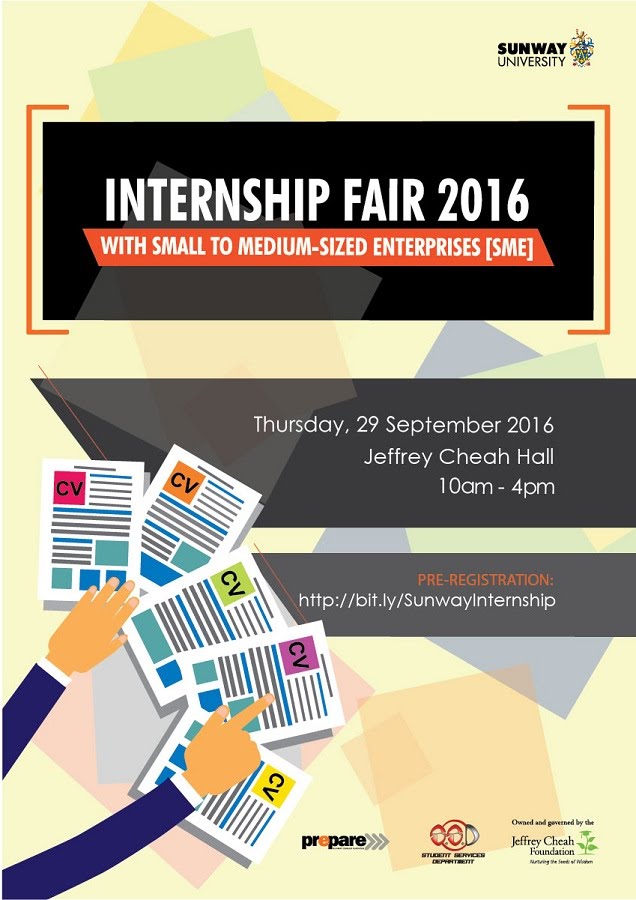 SUNWAY
UNIVERSITY
INTERNSHIP FAIR 2016
WITH SMALL TO MEDIUM-SIZED ENTERPRISES [SME]
Thursday, 29 September 2016
Jeffrey Cheah Hall
10am - 4pm
PRE-REGISTRATION:
http://bit.ly/SunwayInternship
CV
CV
CV
CV
CV
prepare
SSD
STUDENT SERVICES
DEPARTMENT
Owned and governed by the
Jeffrey Cheah
Foundation
Nurturing the Seeds of Wisdom